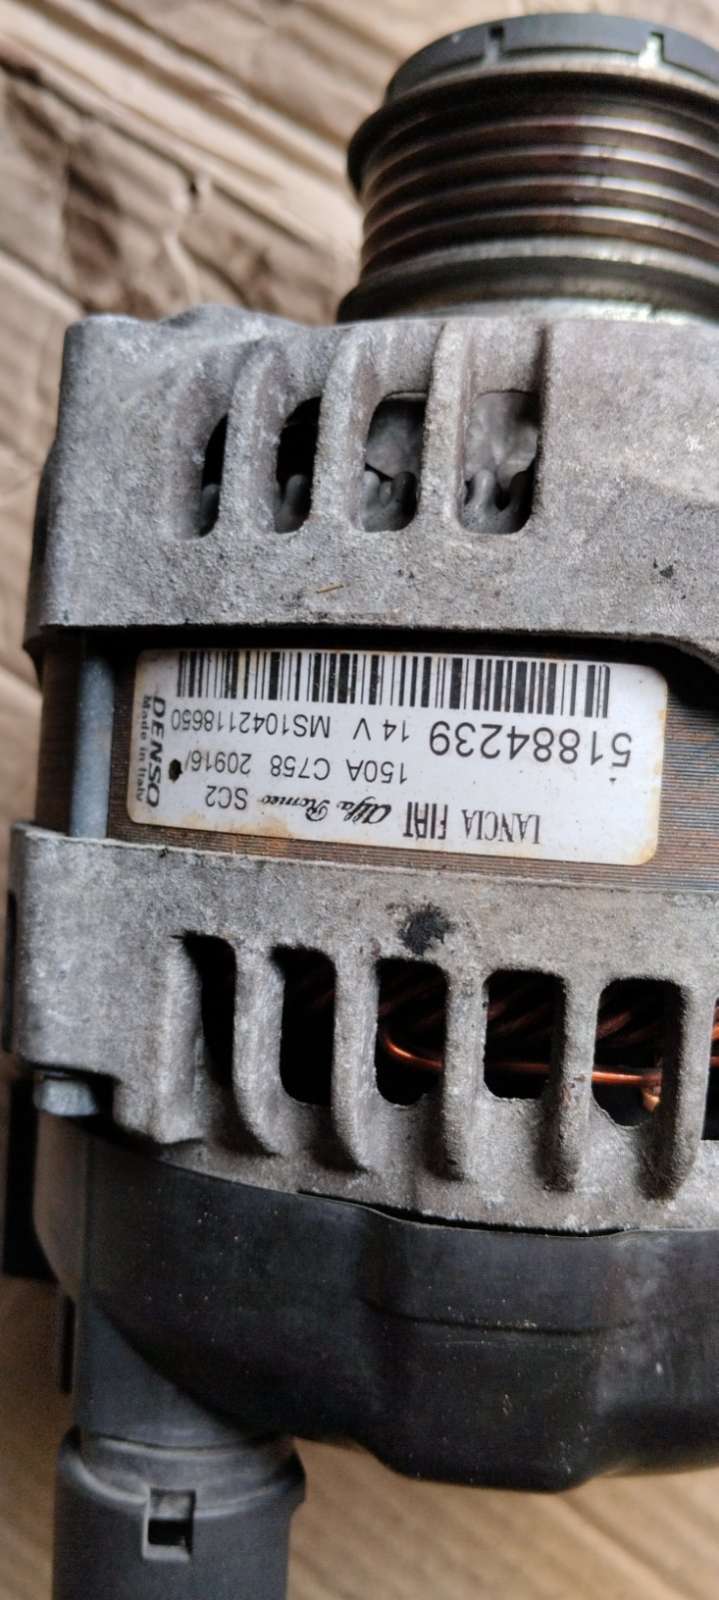 LANCIA FIAT Alfa Romeo SC2
150A C758 20916/
51884239 14 V MS1042118650
DENSO
Made in Italy